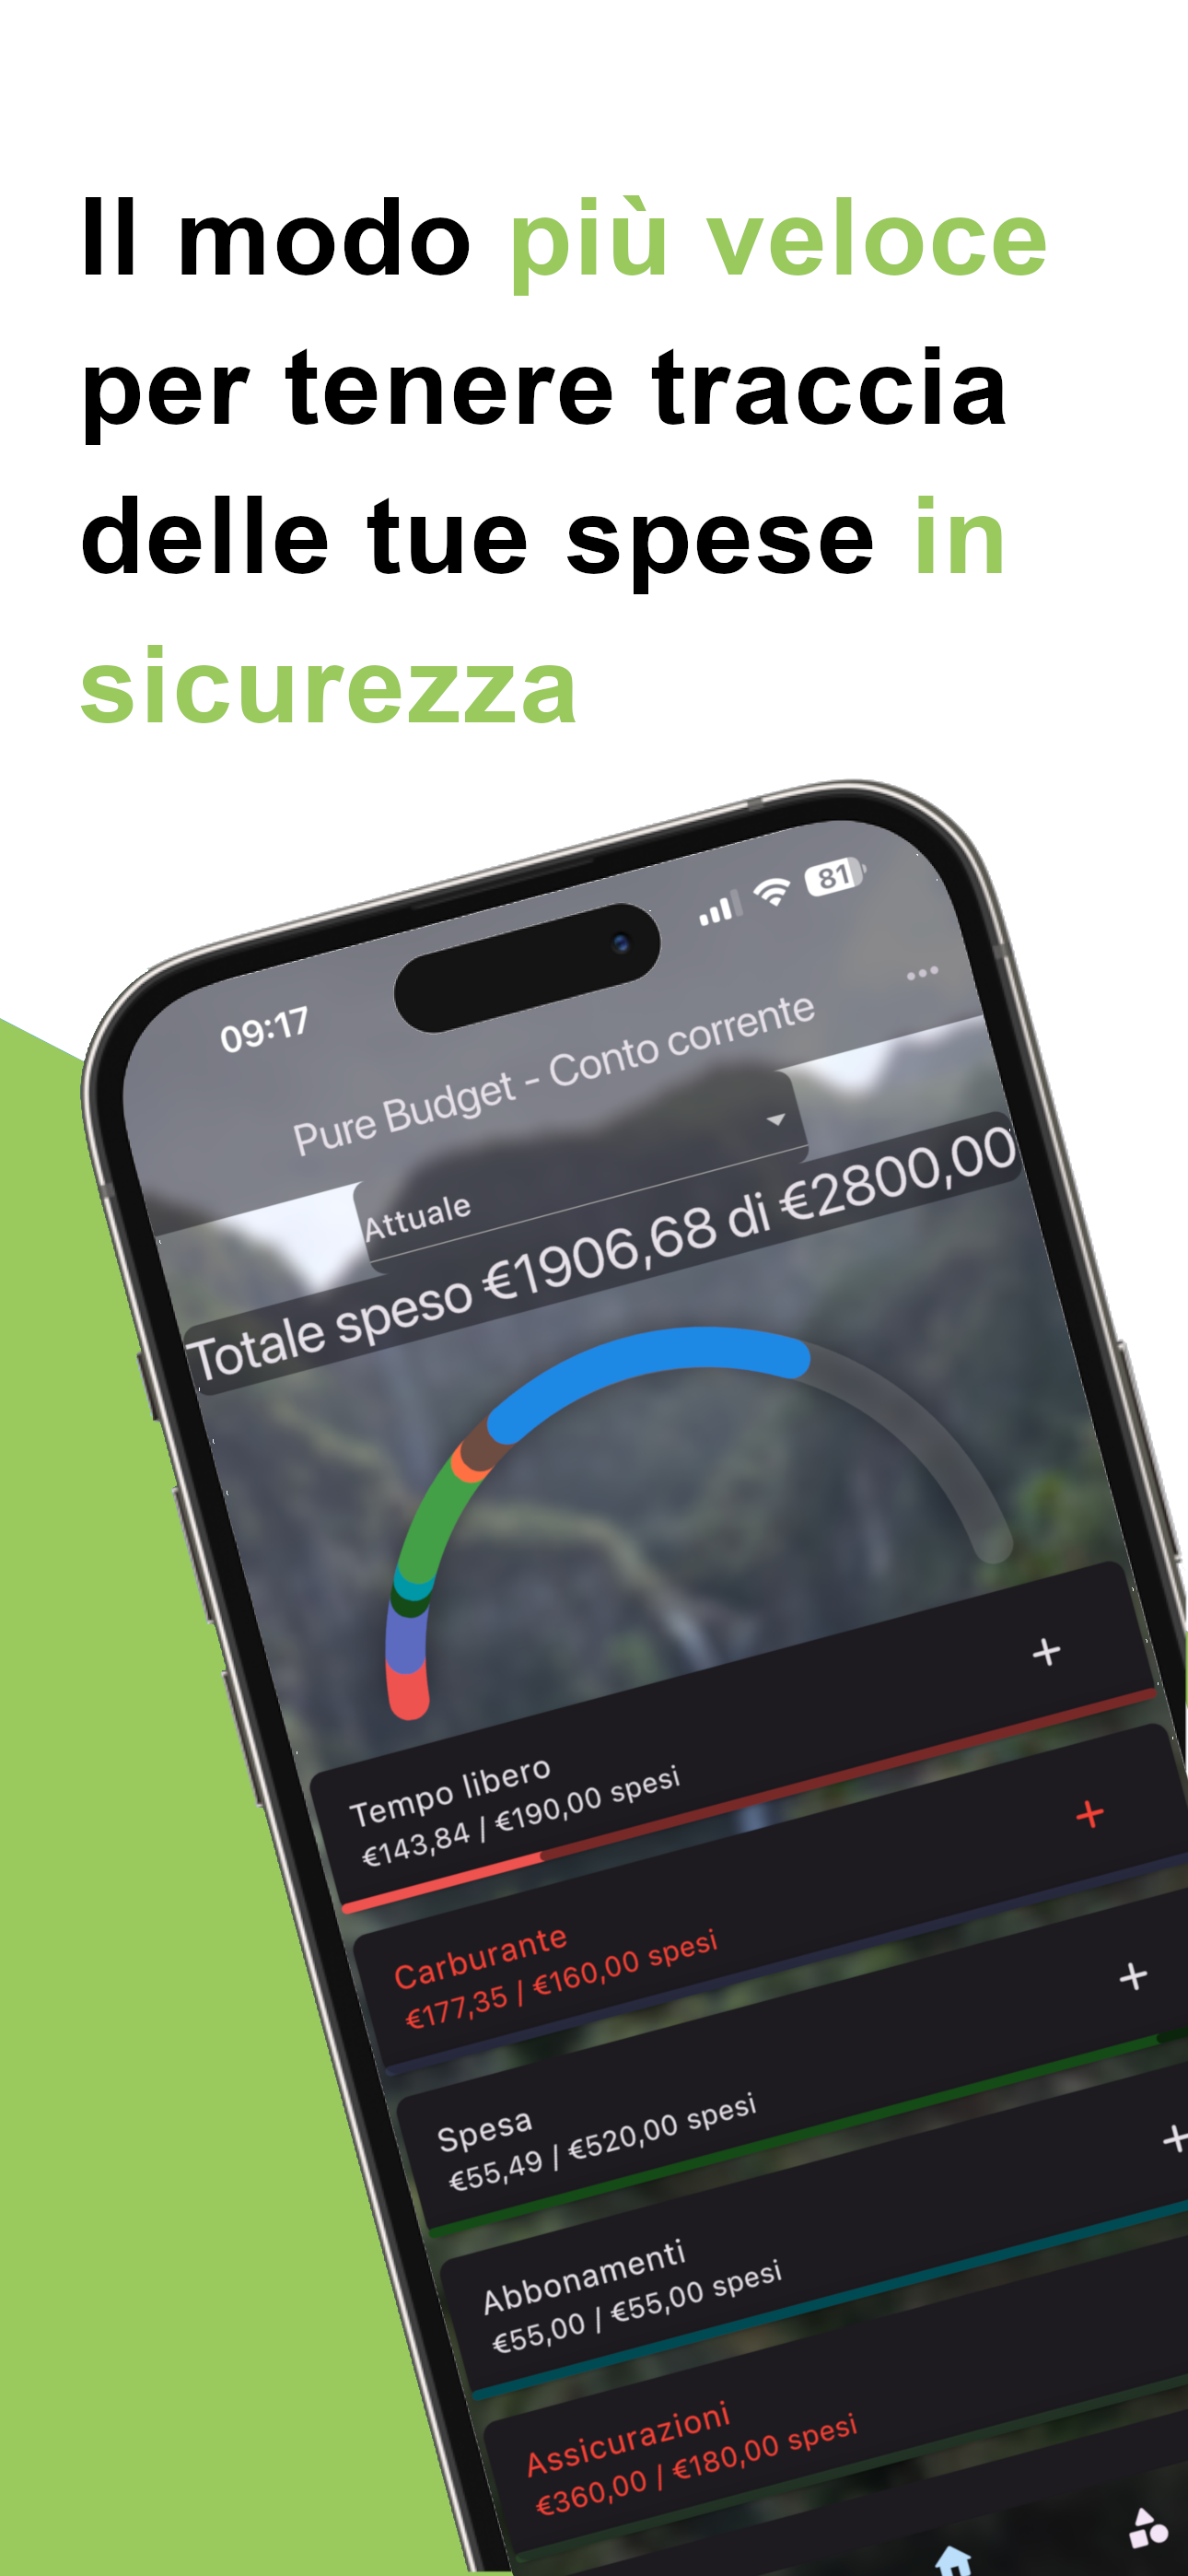 Il modo più veloce
per tenere traccia
delle tue spese in
sicurezza
09:17
81
Pure Budget - Conto corrente
Attuale
Totale speso €1906,68 di €2800,00
Tempo libero
€143,84 / €190,00 spesi
Carburante
€177,35 / €160,00 spesi
Spesa
€55,49 / €520,00 spesi
Abbonamenti
€55,00 / €55,00 spesi
Assicurazioni
€360,00 / €180,00 spesi